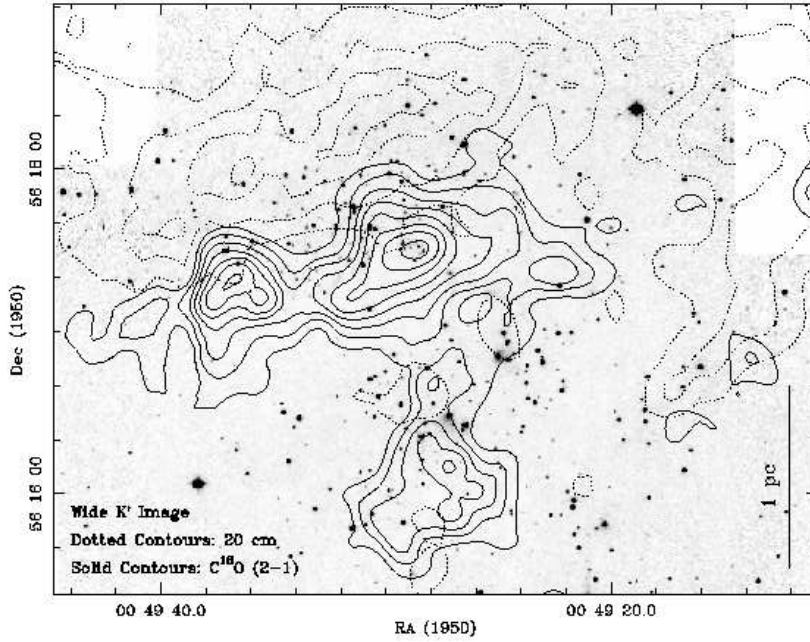 56 18 00
Dec (1950)
56 16 00
1 pc
Wide K' Image
Dotted Contours: 20 cm
Solid Contours: C¹⁸O (2-1)
00 49 40.0
00 49 20.0
RA (1950)